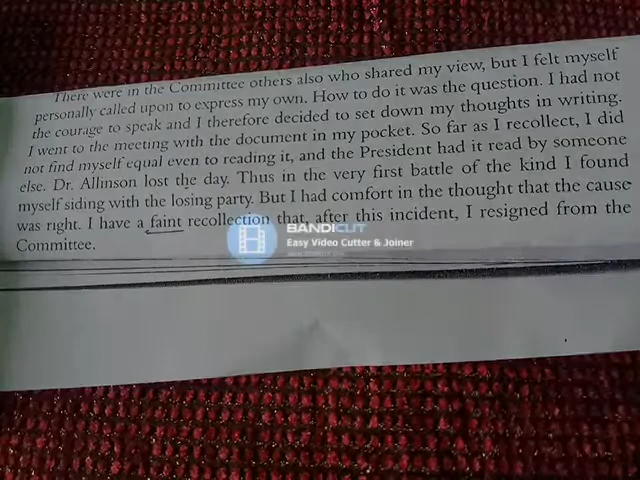 There were in the Committee others also who shared my view, but I felt myself
personally called upon to express my own. How to do it was the question. I had not
the courage to speak and I therefore decided to set down my thoughts in writing.
I went to the meeting with the document in my pocket. So far as I recollect, I did
not find myself equal even to reading it, and the President had it read by someone
else. Dr. Allinson lost the day. Thus in the very first battle of the kind I found
myself siding with the losing party. But I had comfort in the thought that the cause
was right. I have a faint recollection that, after this incident, I resigned from the
Committee.
BANDICUT
Easy Video Cutter & Joiner